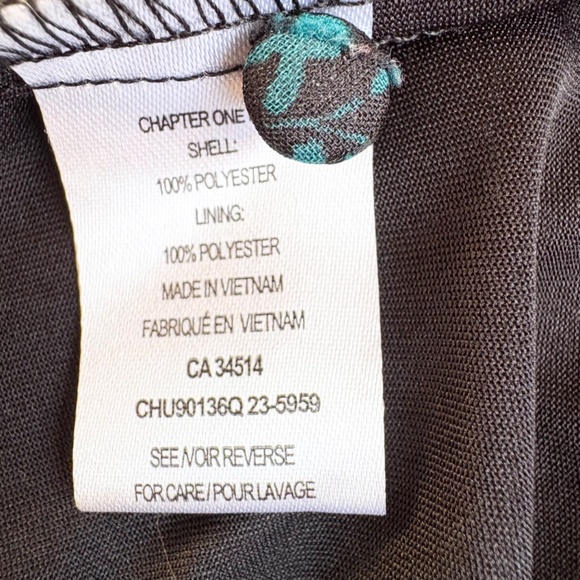 CHAPTER ONE
SHELL:
100% POLYESTER
LINING:
100% POLYESTER
MADE IN VIETNAM
FABRIQUÉ EN VIETNAM
CA 34514
CHU90136Q 23-5959
SEE/VOIR REVERSE
FOR CARE/POUR LAVAGE